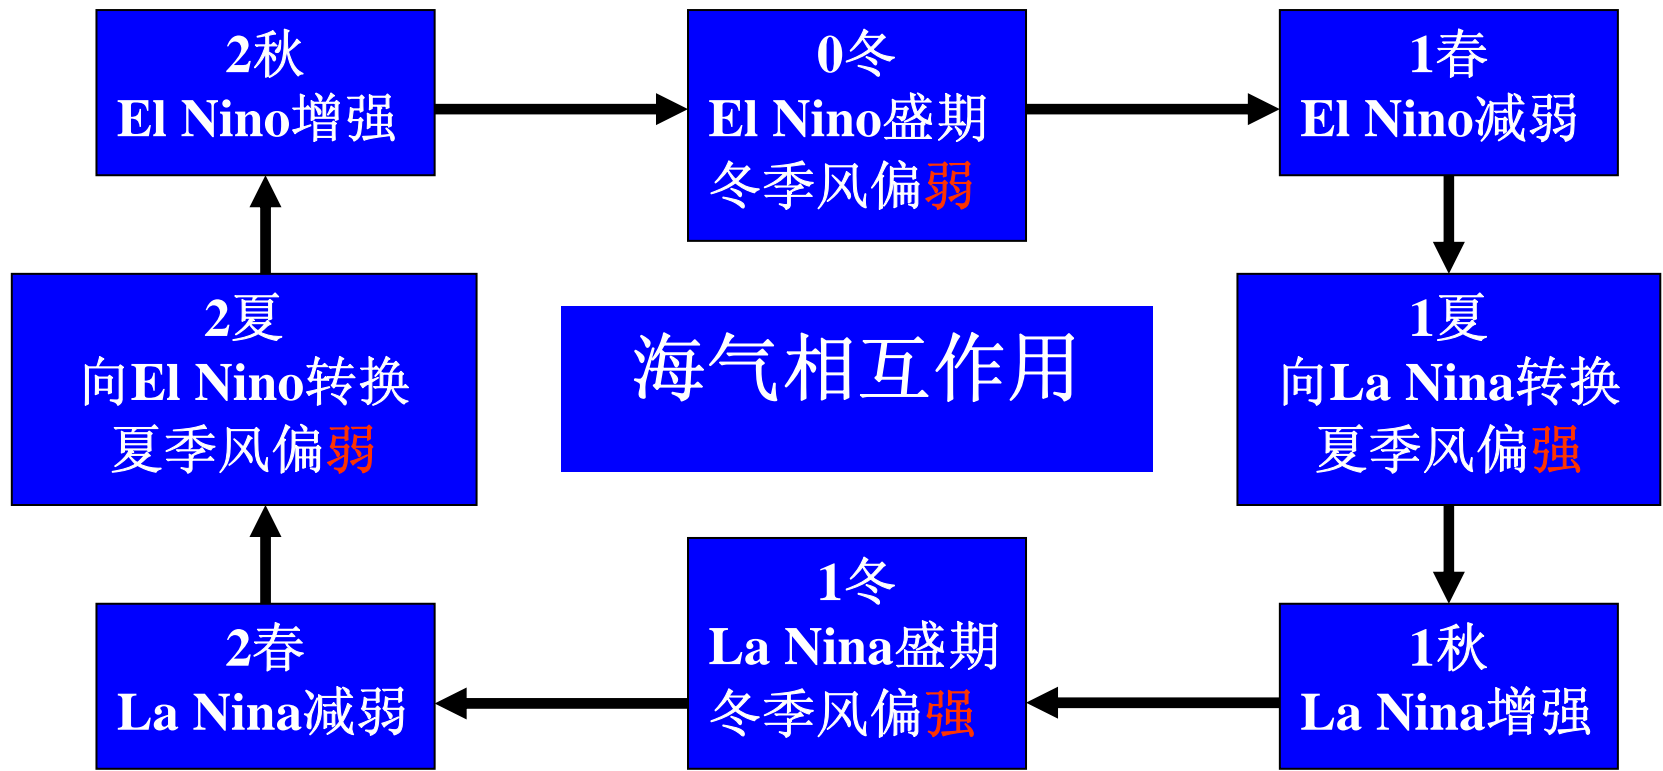 2秋
El Nino增强
0冬
El Nino盛期
冬季风偏弱
1春
El Nino减弱
2夏
向El Nino转换
夏季风偏弱
海气相互作用
1夏
向La Nina转换
夏季风偏强
2春
La Nina减弱
1冬
La Nina盛期
冬季风偏强
1秋
La Nina增强